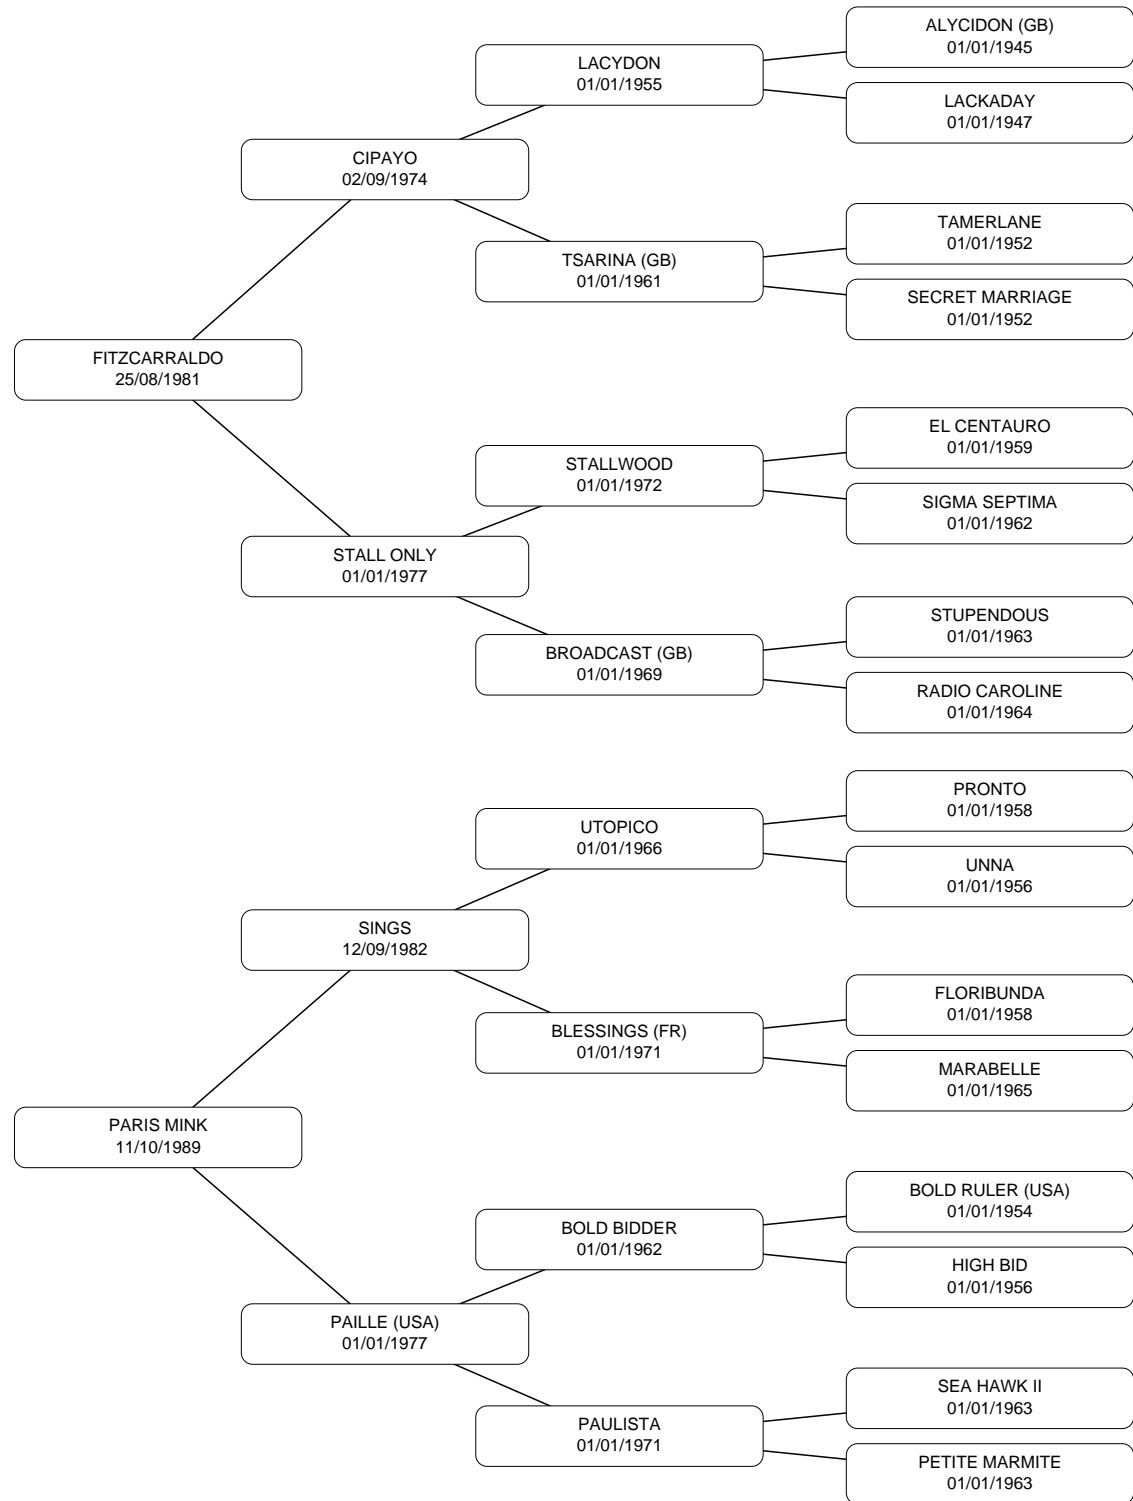 ALYCIDON (GB)
01/01/1945
LACYDON
01/01/1955
LACKADAY
01/01/1947
CIPAYO
02/09/1974
TAMERLANE
01/01/1952
TSARINA (GB)
01/01/1961
SECRET MARRIAGE
01/01/1952
FITZCARRALDO
25/08/1981
EL CENTAURO
01/01/1959
STALLWOOD
01/01/1972
SIGMA SEPTIMA
01/01/1962
STALL ONLY
01/01/1977
STUPENDOUS
01/01/1963
BROADCAST (GB)
01/01/1969
RADIO CAROLINE
01/01/1964
PRONTO
01/01/1958
UTOPICO
01/01/1966
UNNA
01/01/1956
SINGS
12/09/1982
FLORIBUNDA
01/01/1958
BLESSINGS (FR)
01/01/1971
MARABELLE
01/01/1965
PARIS MINK
11/10/1989
BOLD RULER (USA)
01/01/1954
BOLD BIDDER
01/01/1962
HIGH BID
01/01/1956
PAILLE (USA)
01/01/1977
SEA HAWK II
01/01/1963
PAULISTA
01/01/1971
PETITE MARMITE
01/01/1963